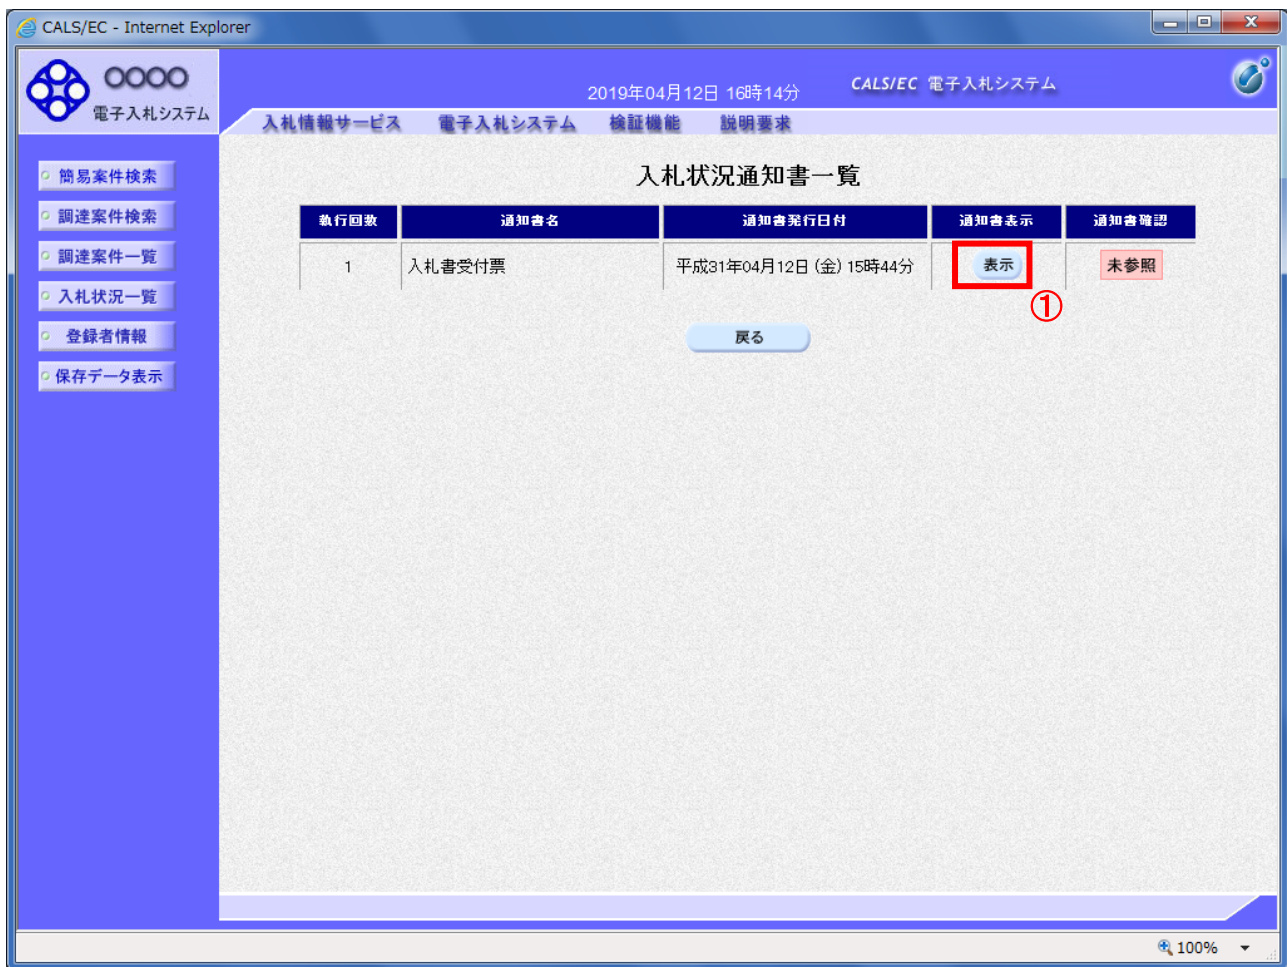 CALS/EC - Internet Explorer
OOOO
電子入札システム
2019年04月12日 16時14分
CALS/EC 電子入札システム
入札情報サービス 電子入札システム 検証機能 説明要求
簡易案件検索
調達案件検索
調達案件一覧
入札状況一覧
登録者情報
保存データ表示
入札状況通知書一覧
執行回数 通知書名 通知書発行日付 通知書表示 通知書確認
1 入札書受付票 平成31年04月12日 (金) 15時44分 表示 未参照
①
戻る
100%